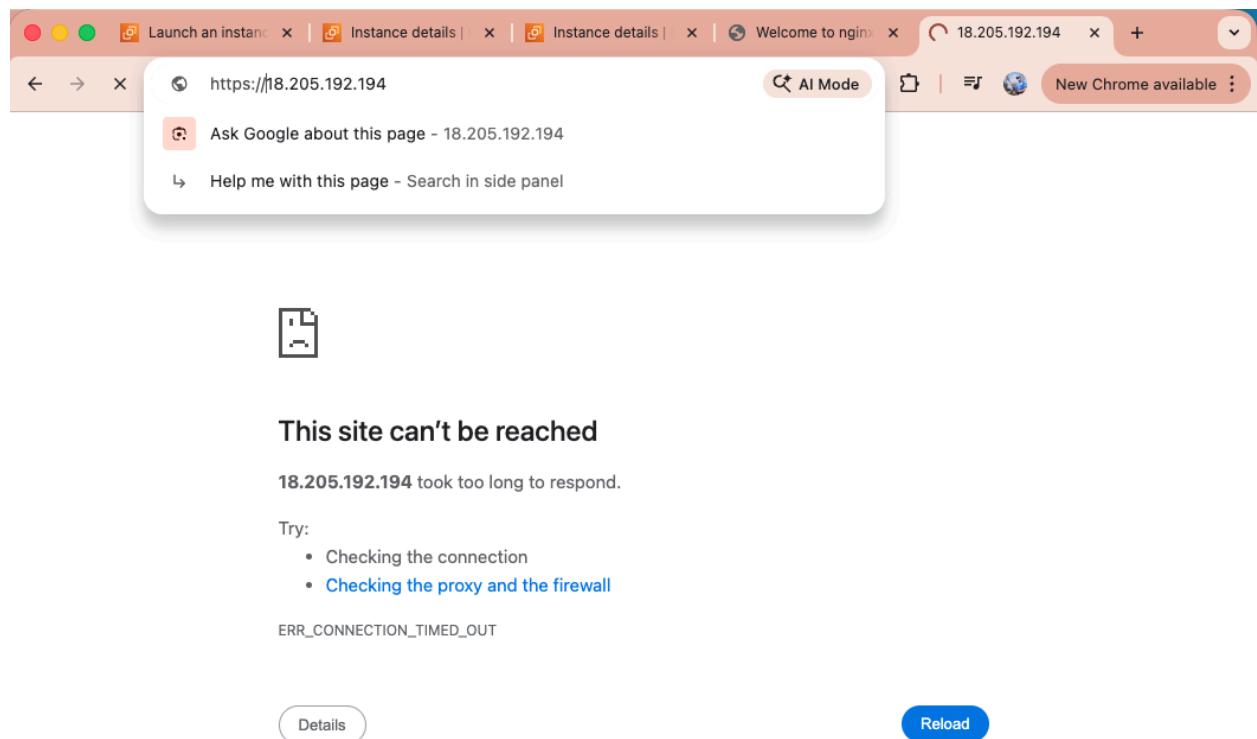 Launch an instanc
Instance details |
Instance details |
Welcome to nginx
18.205.192.194
https://18.205.192.194
AI Mode
New Chrome available
Ask Google about this page - 18.205.192.194
Help me with this page - Search in side panel
This site can't be reached
18.205.192.194 took too long to respond.
Try:
• Checking the connection
• Checking the proxy and the firewall
ERR_CONNECTION_TIMED_OUT
Details
Reload